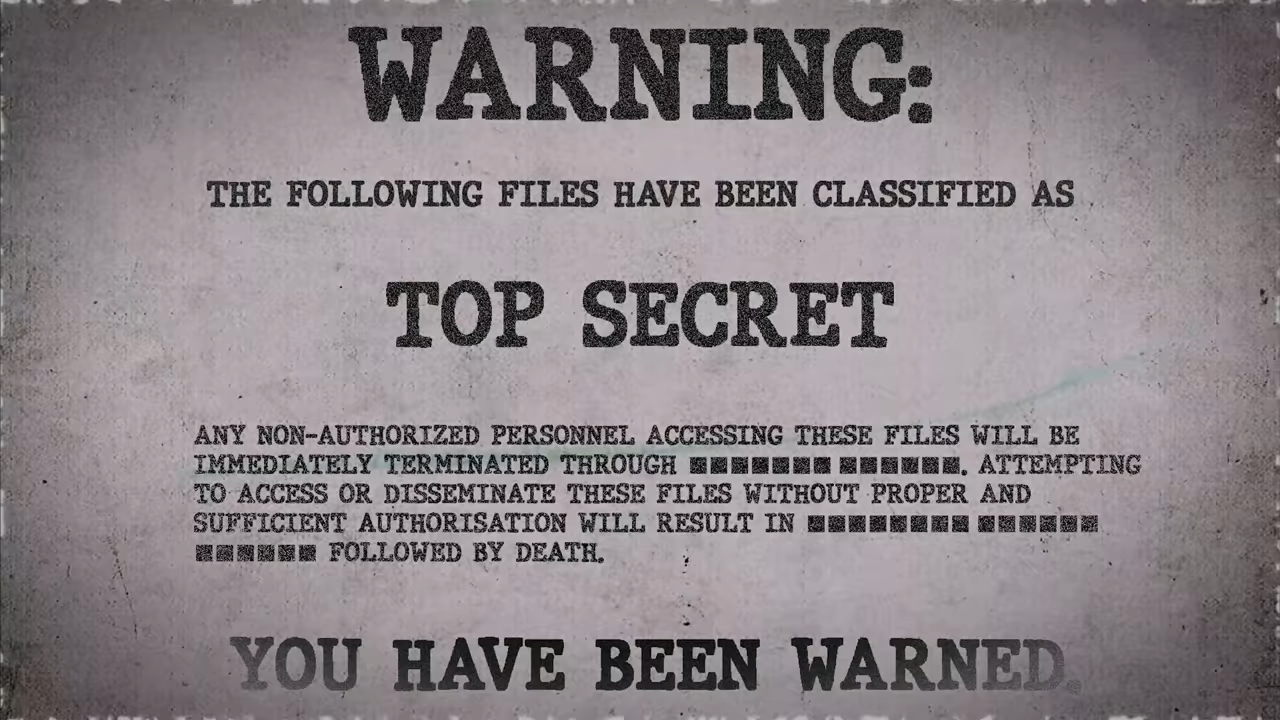 WARNING:
THE FOLLOWING FILES HAVE BEEN CLASSIFIED AS
TOP SECRET
ANY NON-AUTHORIZED PERSONNEL ACCESSING THESE FILES WILL BE
IMMEDIATELY TERMINATED THROUGH ■■■■■■■ ■■■■■■. ATTEMPTING
TO ACCESS OR DISSEMINATE THESE FILES WITHOUT PROPER AND
SUFFICIENT AUTHORISATION WILL RESULT IN ■■■■■■■■ ■■■■■■
■■■■■■ FOLLOWED BY DEATH.
YOU HAVE BEEN WARNED.